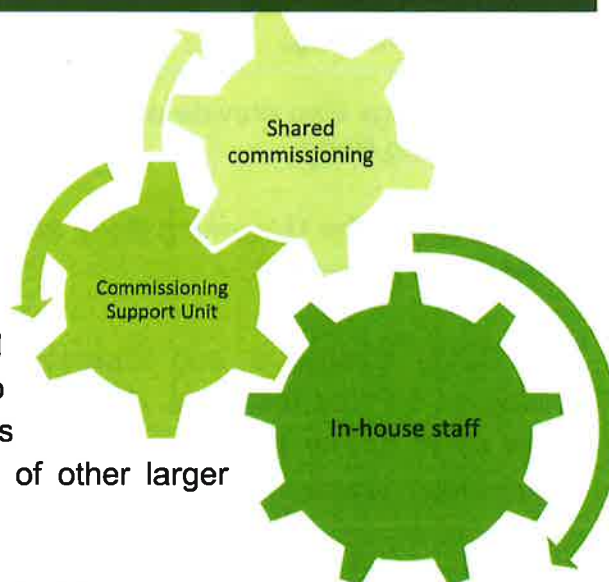 Shared
commissioning
Commissioning
Support Unit
In-house staff
s
of other larger